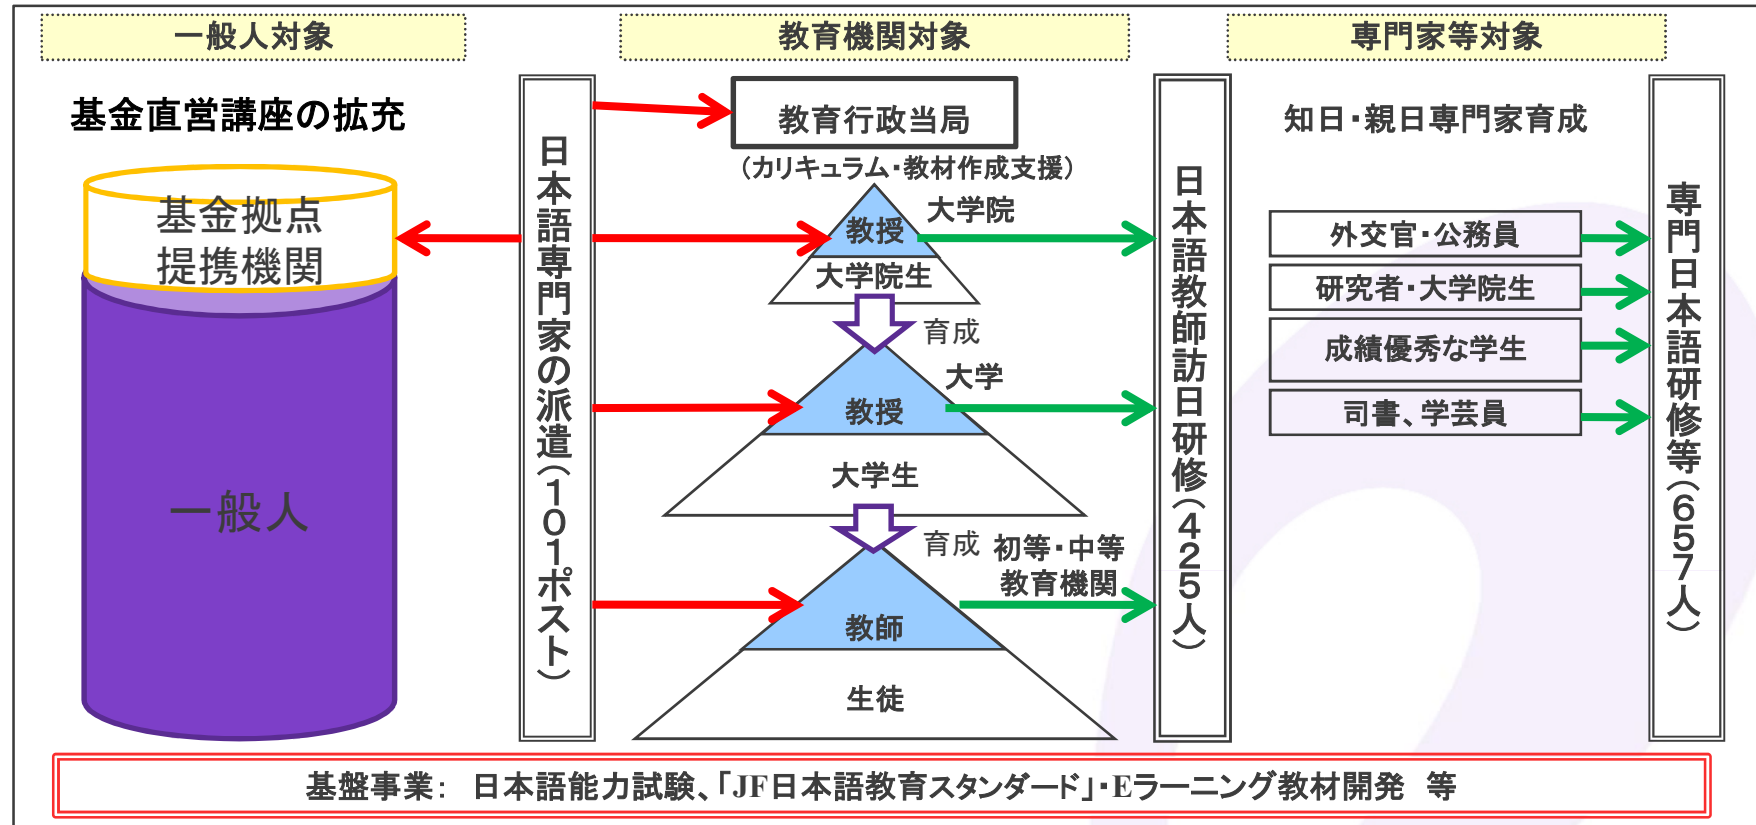 一般人対象
教育機関対象
専門家等対象
基金直営講座の拡充
基金拠点
提携機関
一般人
日本語専門家の派遣（１０１ポスト）
教育行政当局
（カリキュラム・教材作成支援）
教授
大学院
大学院生
育成
教授
大学
大学生
育成
初等・中等
教育機関
教師
生徒
日本語教師訪日研修（４２５人）
知日・親日専門家育成
外交官・公務員
研究者・大学院生
成績優秀な学生
司書、学芸員
専門日本語研修等（６５７人）
基盤事業：　日本語能力試験、「JF日本語教育スタンダード」・Eラーニング教材開発　等